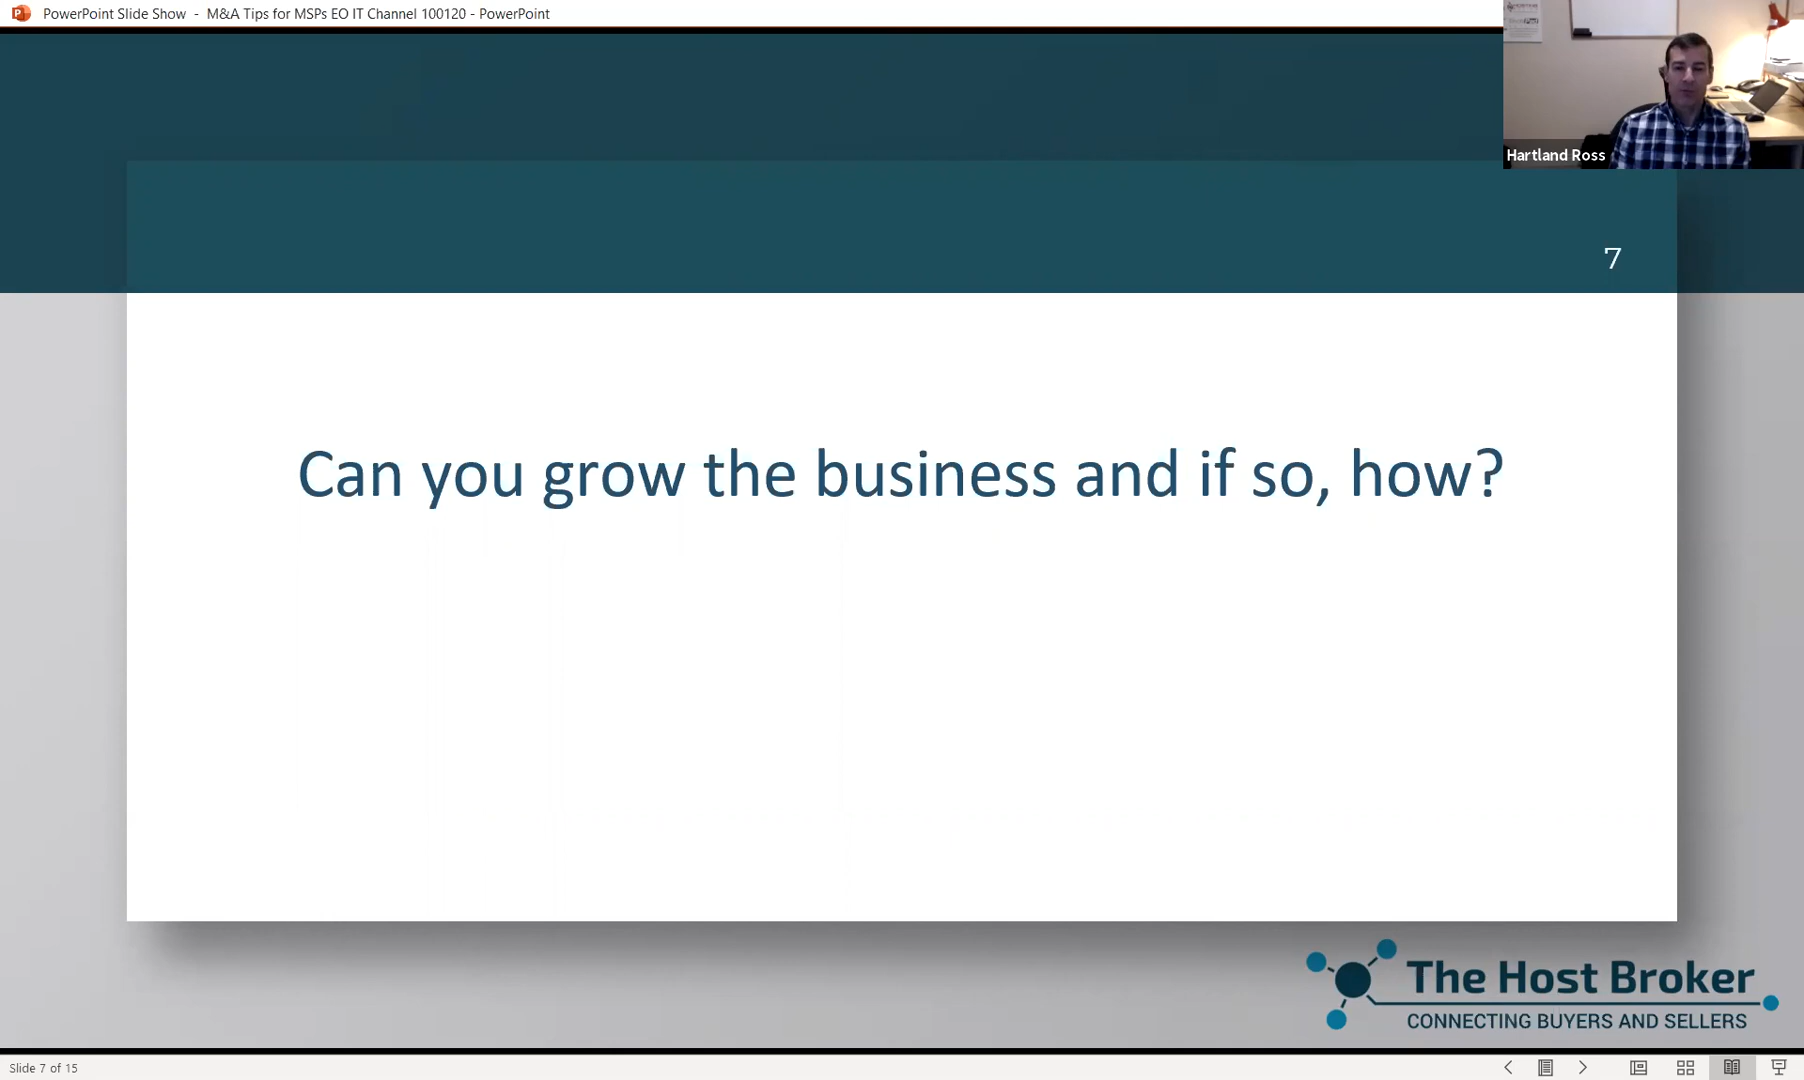 PowerPoint Slide Show - M&A Tips for MSPs EO IT Channel 100120 - PowerPoint
Hartland Ross
7
Can you grow the business and if so, how?
The Host Broker
CONNECTING BUYERS AND SELLERS
Slide 7 of 15